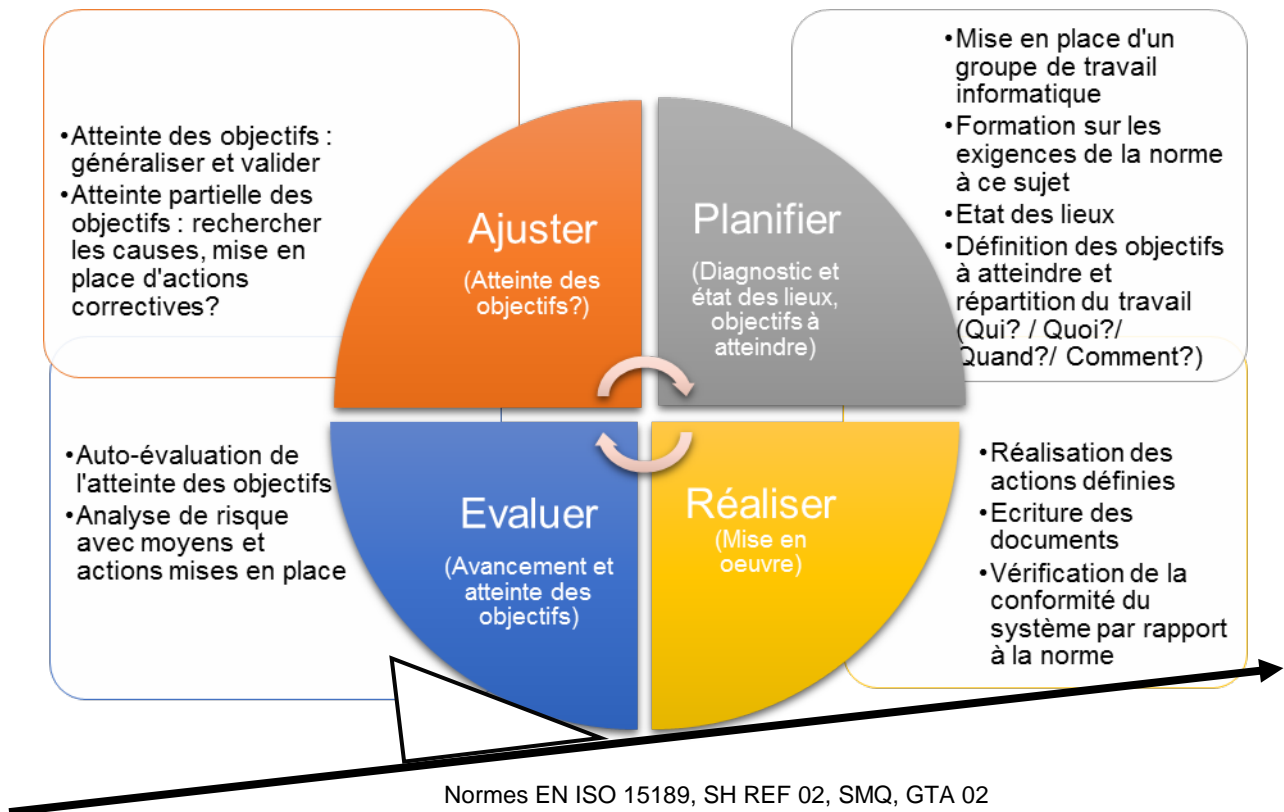 •Atteinte des objectifs :
généraliser et valider
•Atteinte partielle des
objectifs : rechercher
les causes, mise en
place d'actions
correctives?
Ajuster
(Atteinte des
objectifs?)
Planifier
(Diagnostic et
état des lieux,
objectifs à
atteindre)
•Mise en place d'un
groupe de travail
informatique
•Formation sur les
exigences de la norme
à ce sujet
•Etat des lieux
•Définition des objectifs
à atteindre et
répartition du travail
(Qui? / Quoi?/
Quand?/ Comment?)
•Auto-évaluation de
l'atteinte des objectifs
•Analyse de risque
avec moyens et
actions mises en place
Evaluer
(Avancement et
atteinte des
objectifs)
Réaliser
(Mise en
oeuvre)
•Réalisation des
actions définies
•Ecriture des
documents
•Vérification de la
conformité du
système par rapport
à la norme
Normes EN ISO 15189, SH REF 02, SMQ, GTA 02